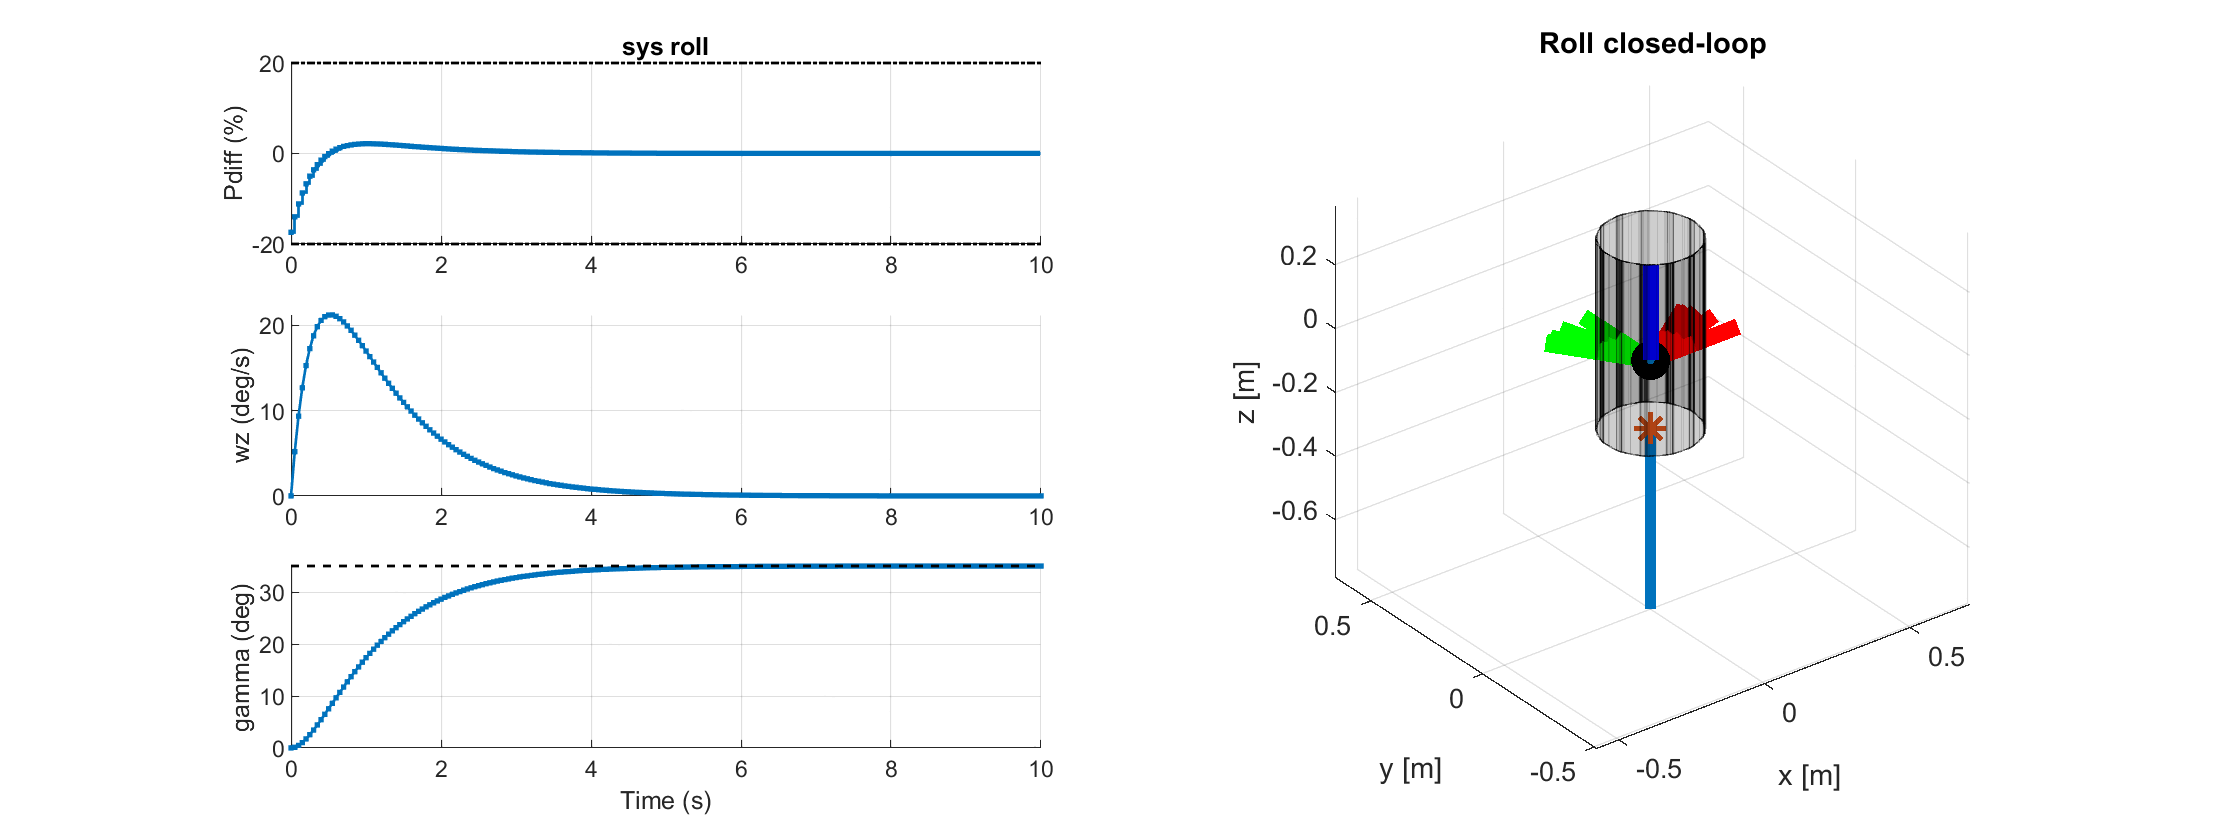 sys roll
Pdiff (%)
20
0
-20
0 2 4 6 8 10
wz (deg/s)
20
10
0
0 2 4 6 8 10
gamma (deg)
30
20
10
0
0 2 4 6 8 10
Time (s)
Roll closed-loop
z [m]
0.2
0
-0.2
-0.4
-0.6
0.5
0
-0.5
y [m]
-0.5
0
0.5
x [m]